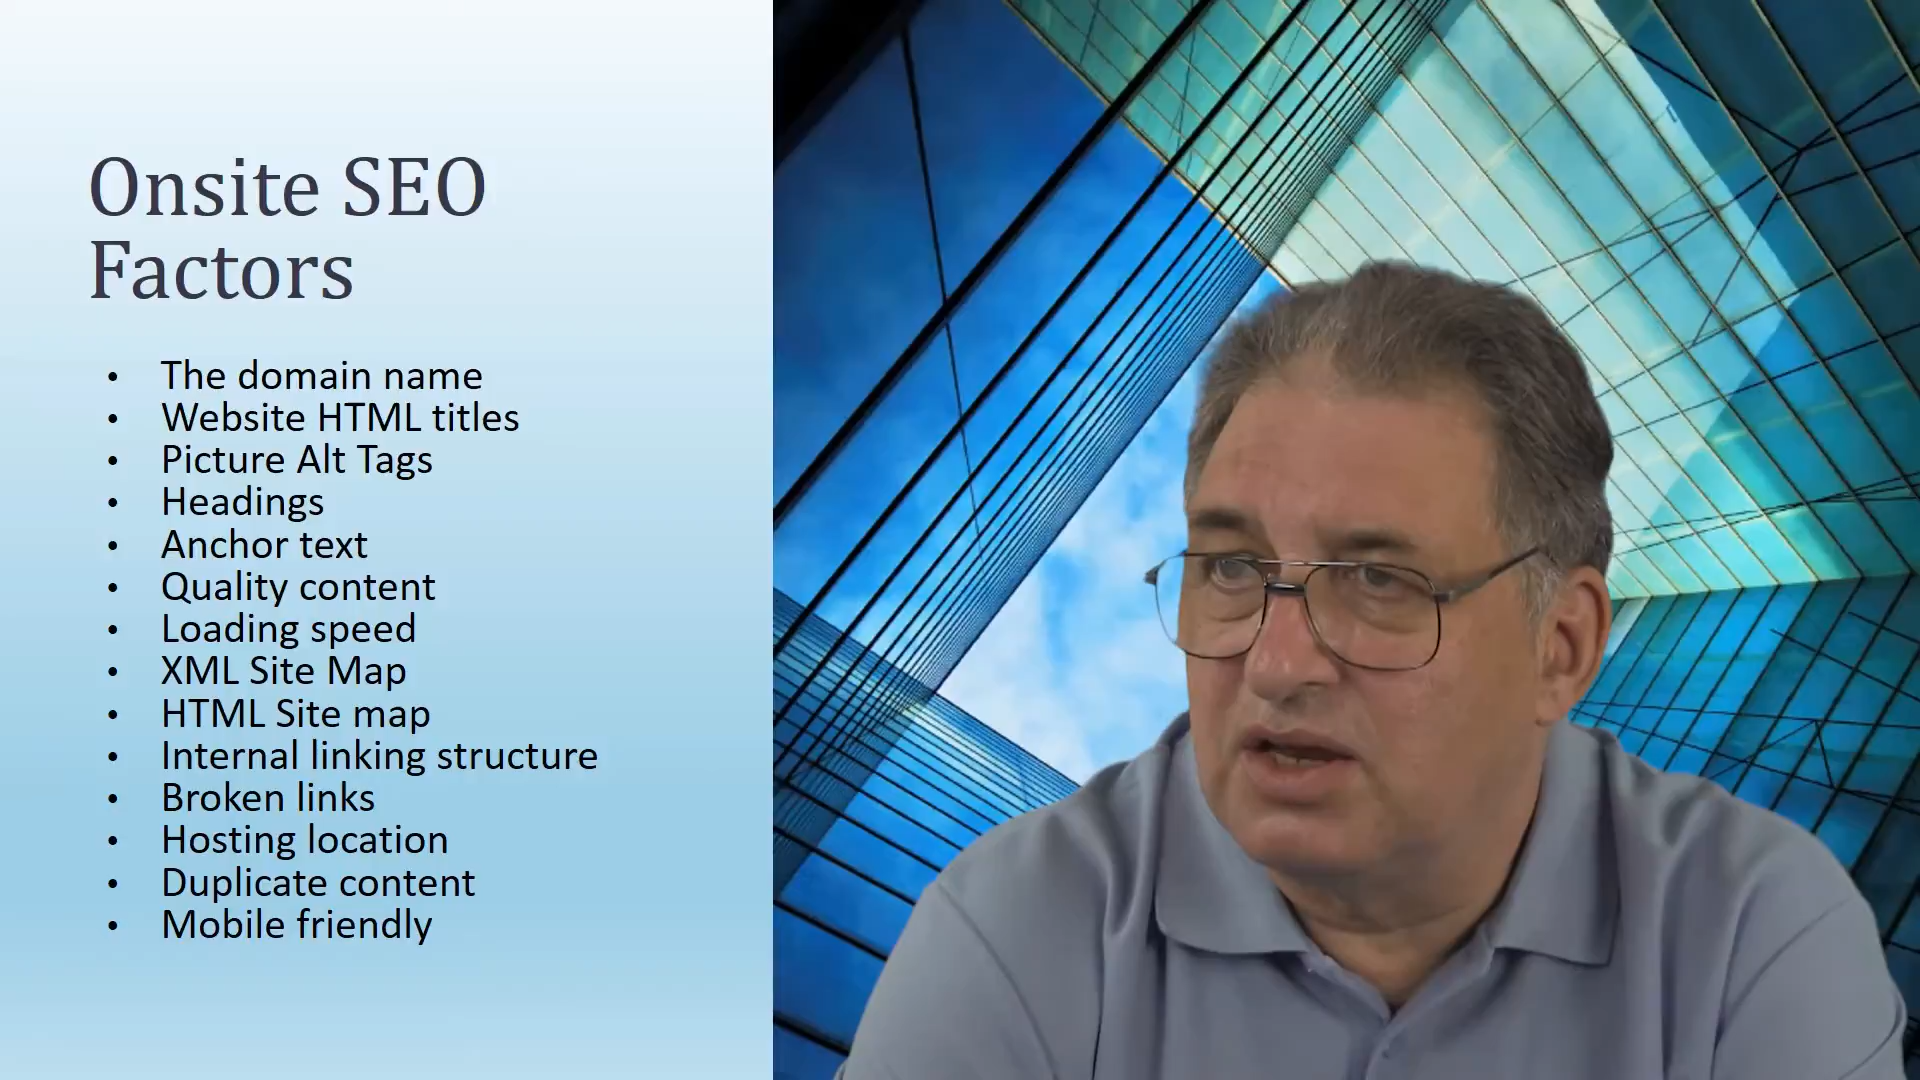 Onsite SEO
Factors
• The domain name
• Website HTML titles
• Picture Alt Tags
• Headings
• Anchor text
• Quality content
• Loading speed
• XML Site Map
• HTML Site map
• Internal linking structure
• Broken links
• Hosting location
• Duplicate content
• Mobile friendly